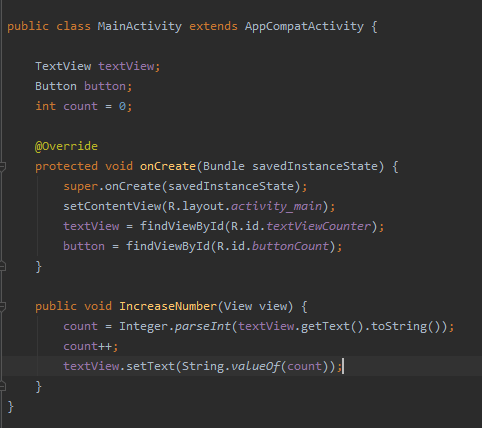 public class MainActivity extends AppCompatActivity {
TextView textView;
Button button;
int count = 0;
@Override
protected void onCreate(Bundle savedInstanceState) {
super.onCreate(savedInstanceState);
setContentView(R.layout.activity_main);
textView = findViewById(R.id.textViewCounter);
button = findViewById(R.id.buttonCount);
}
public void IncreaseNumber(View view) {
count = Integer.parseInt(textView.getText().toString());
count++;
textView.setText(String.valueOf(count));
}
}